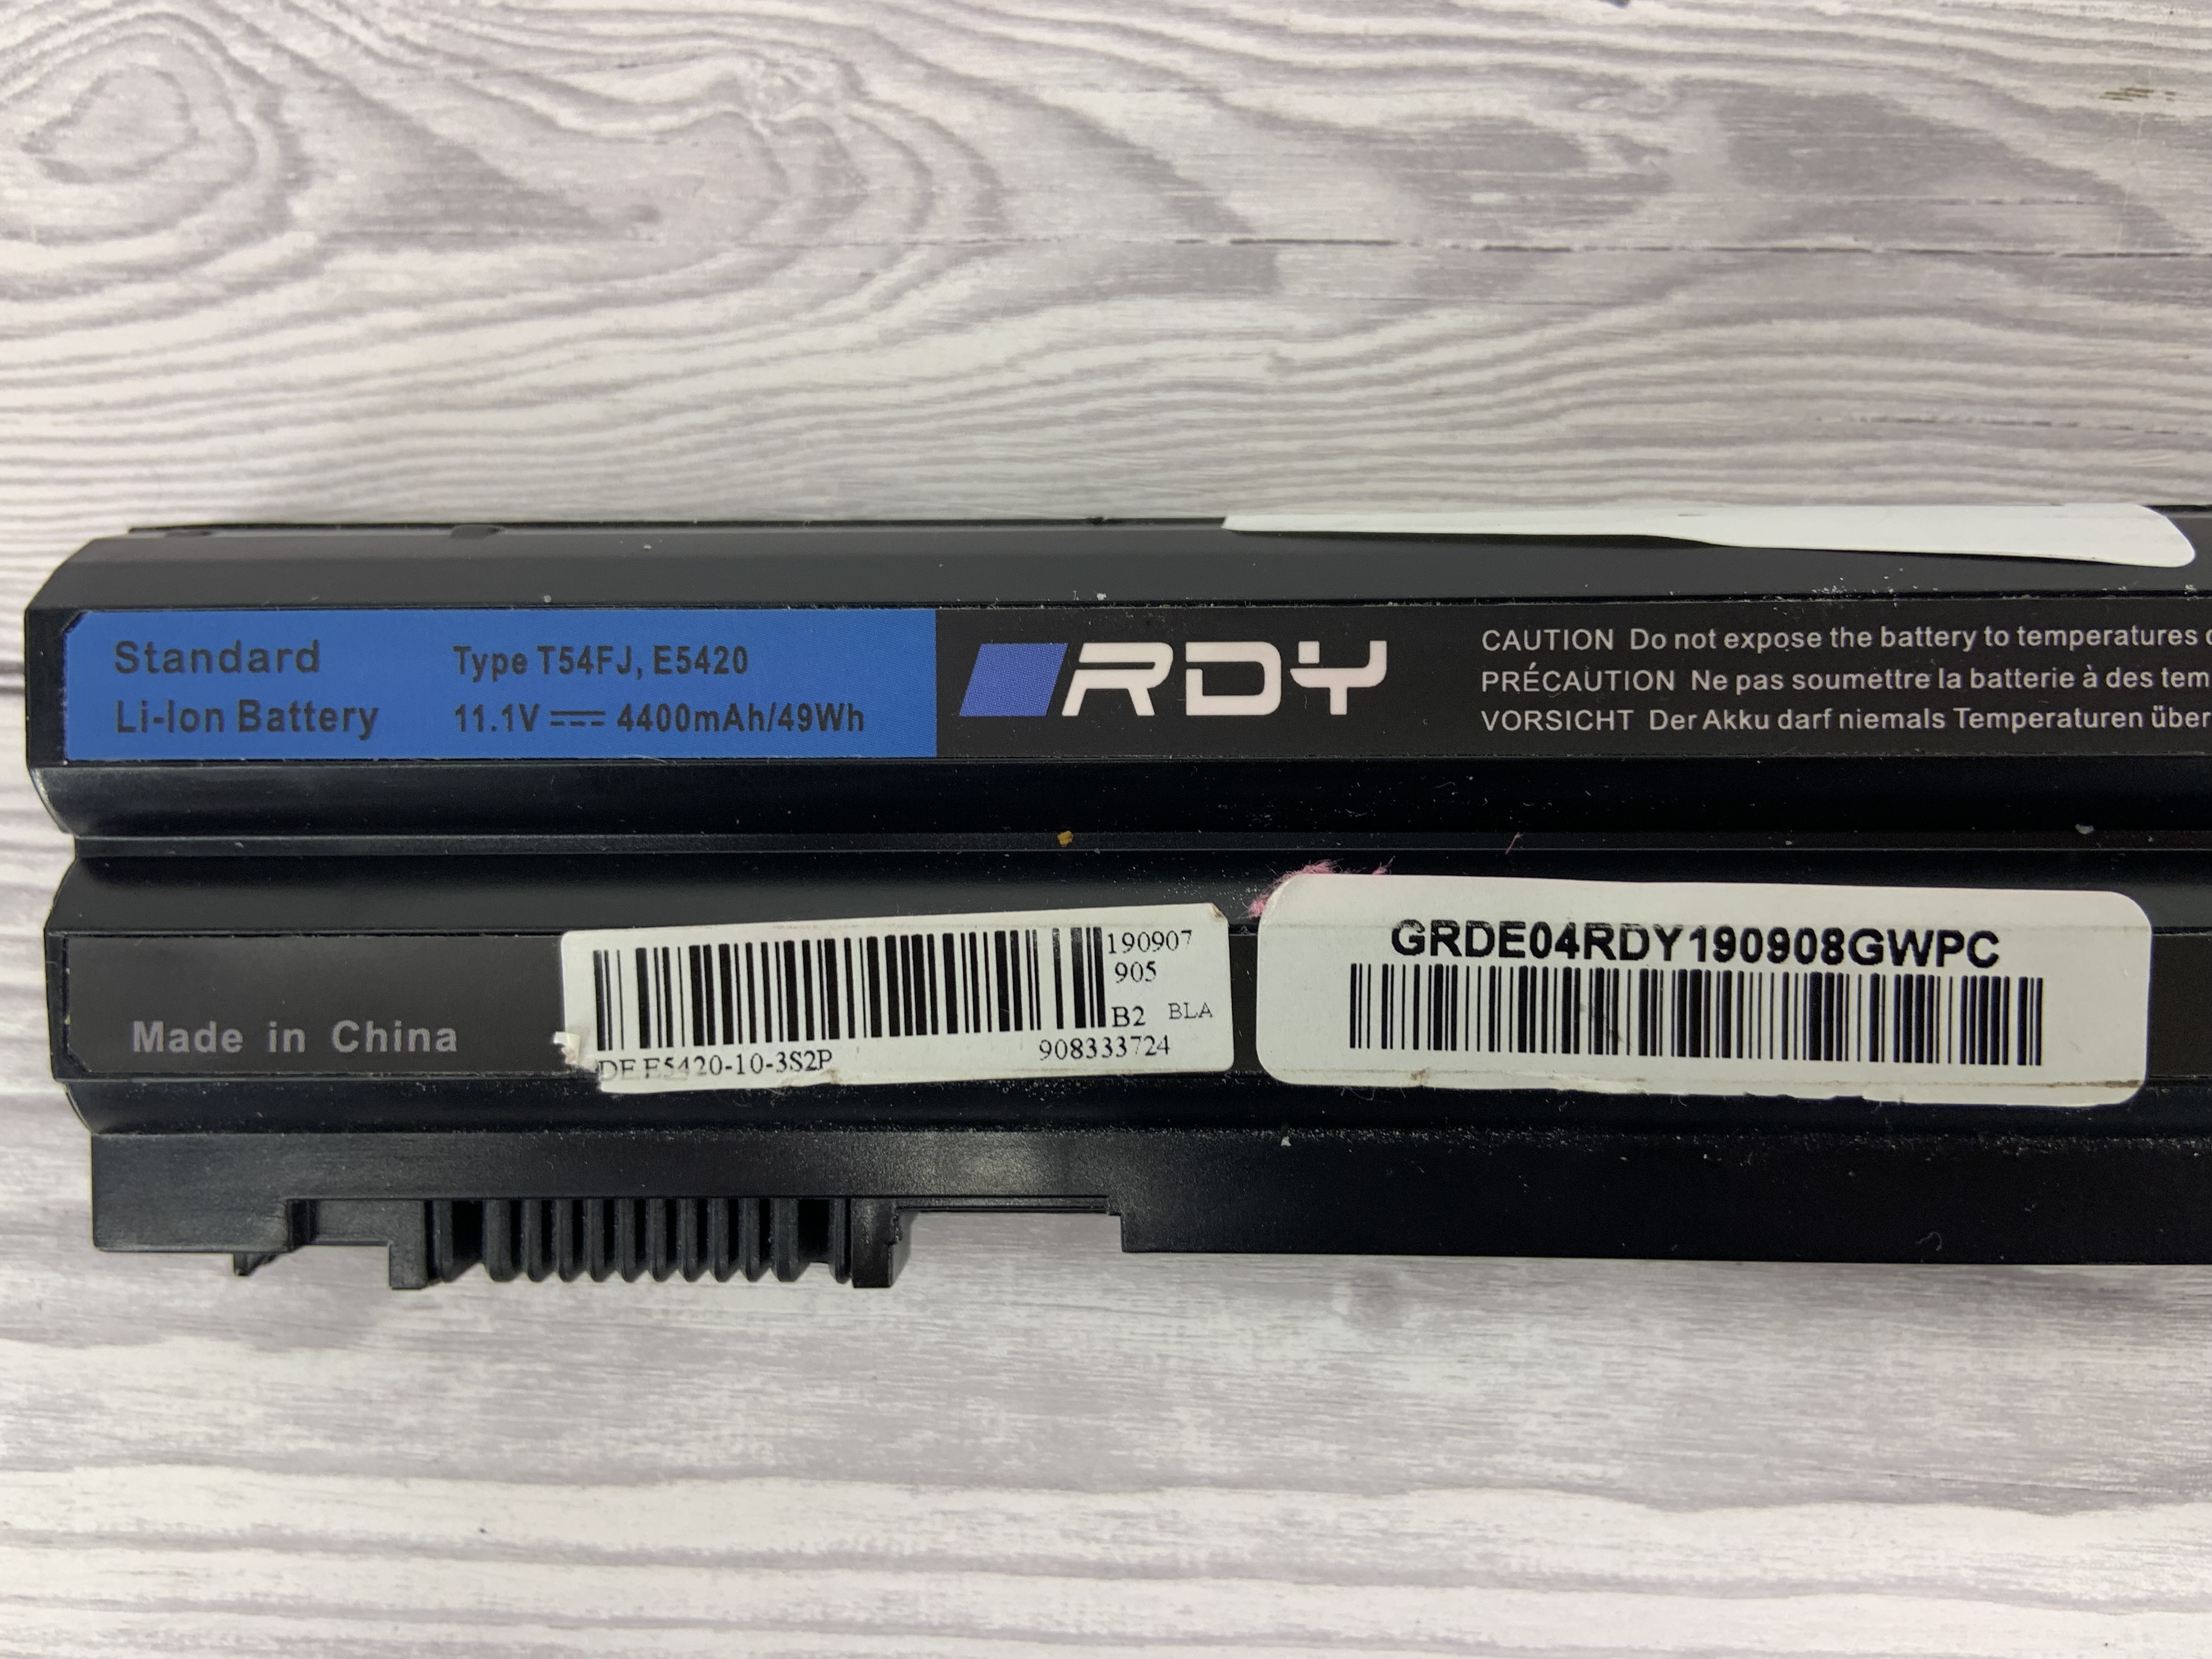 Standard
Li-Ion Battery
Type T54FJ, E5420
11.1V ⎓ 4400mAh/49Wh
RDY
CAUTION Do not expose the battery to temperatures
PRÉCAUTION Ne pas soumettre la batterie à des tem
VORSICHT Der Akku darf niemals Temperaturen über
Made in China
190907
905
B2 BLA
DE E5420-10-3S2P
908333724
GRDE04RDY190908GWPC